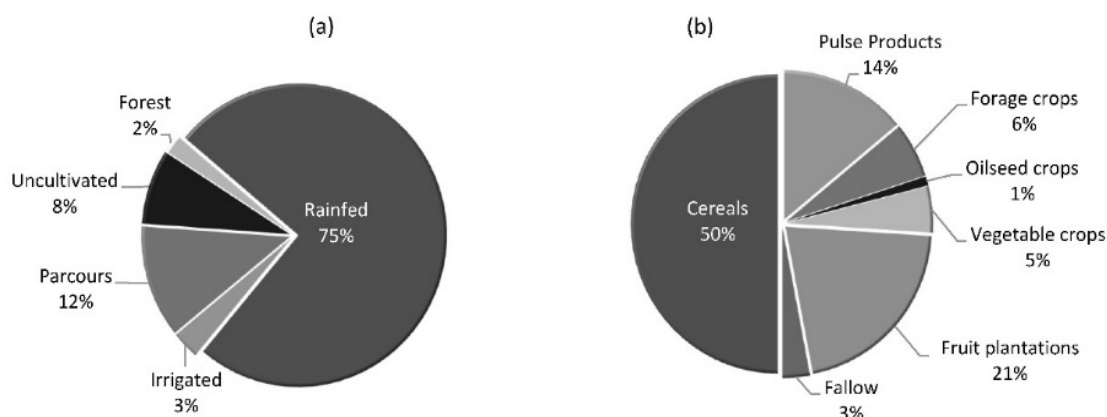 (a)
Forest
2%
Uncultivated
8%
Rainfed
75%
Parcours
12%
Irrigated
3%
(b)
Pulse Products
14%
Forage crops
6%
Oilseed crops
1%
Cereals
50%
Vegetable crops
5%
Fruit plantations
21%
Fallow
3%